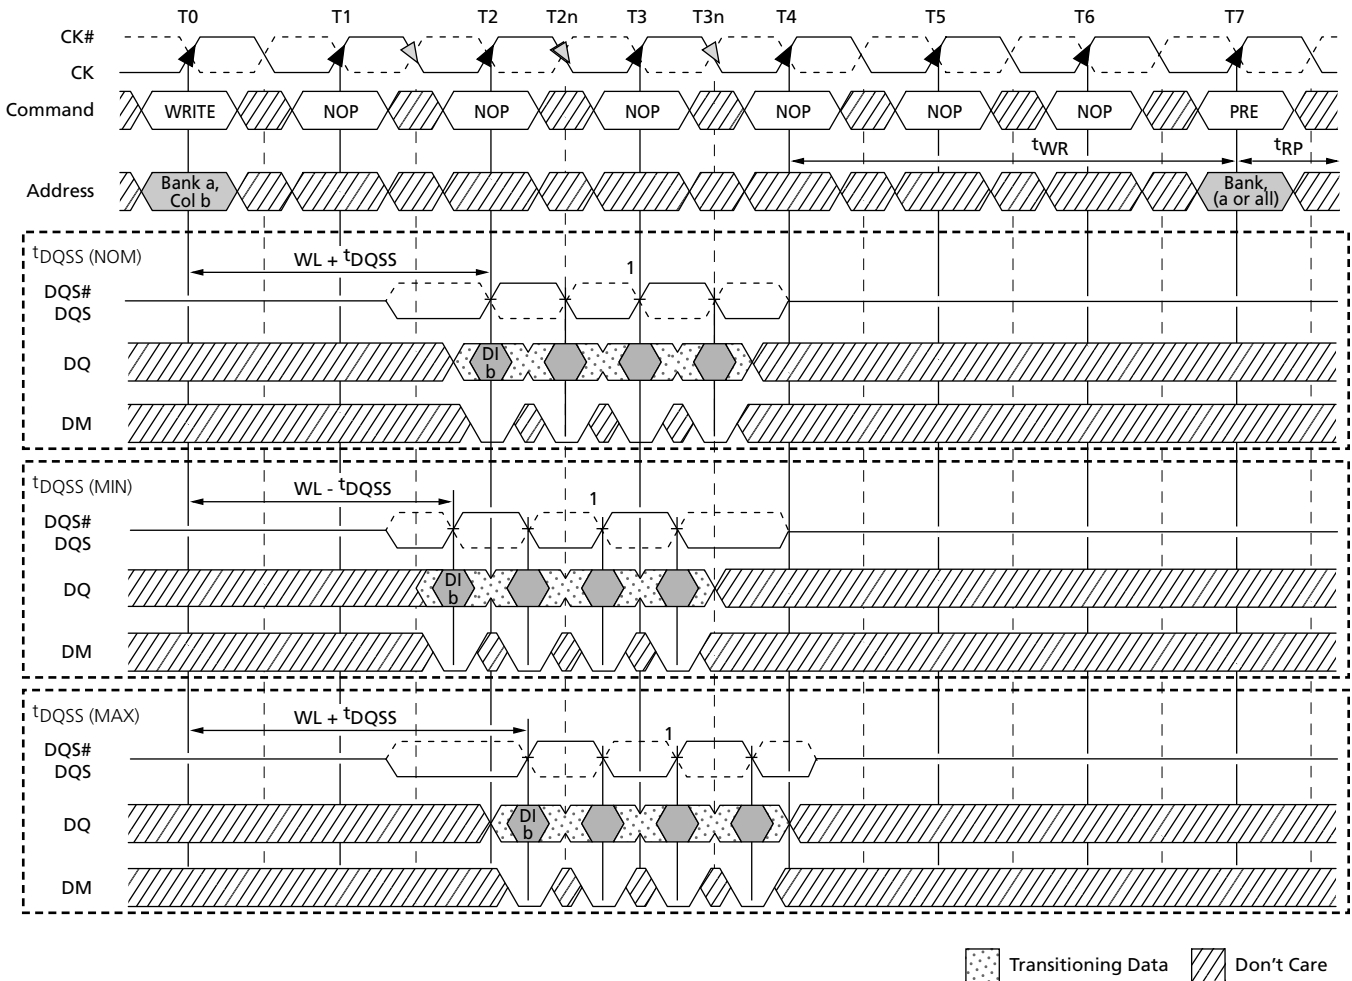 T0 T1 T2 T2n T3 T3n T4 T5 T6 T7
CK#
CK
Command WRITE NOP NOP NOP NOP NOP NOP PRE
tWR tRP
Address Bank a, Col b Bank, (a or all)
tDQSS (NOM)
WL + tDQSS 1
DQS#
DQS
DQ DI b
DM
tDQSS (MIN)
WL - tDQSS 1
DQS#
DQS
DQ DI b
DM
tDQSS (MAX)
WL + tDQSS 1
DQS#
DQS
DQ DI b
DM
Transitioning Data Don't Care